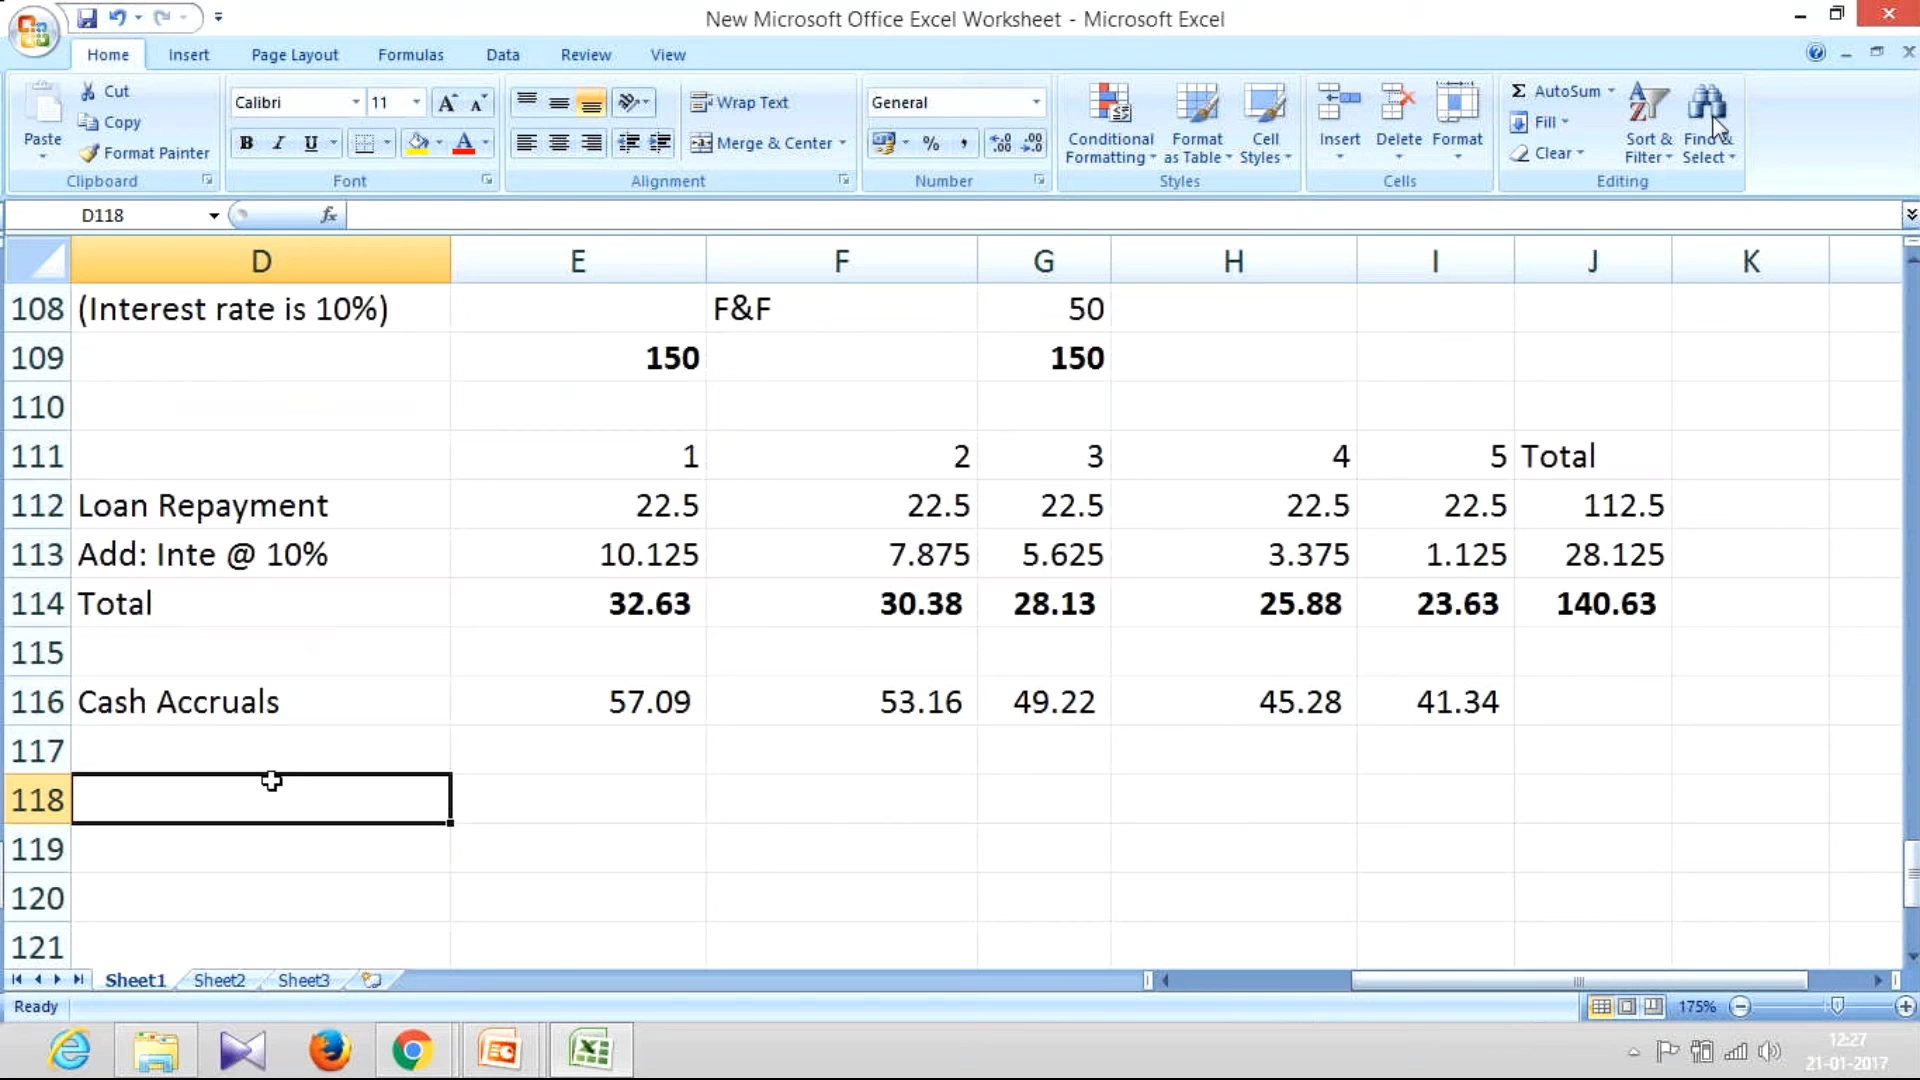 New Microsoft Office Excel Worksheet - Microsoft Excel
Home Insert Page Layout Formulas Data Review View
Paste Cut Copy Format Painter Clipboard
Calibri 11 B I U Font
Wrap Text Merge & Center Alignment
General % , .00 Number
Conditional Formatting Format as Table Cell Styles Styles
Insert Delete Format Cells
Σ AutoSum Fill Clear Sort & Filter Find & Select Editing
D118 fx
D E F G H I J K
108 (Interest rate is 10%) F&F 50
109 150 150
110
111 1 2 3 4 5 Total
112 Loan Repayment 22.5 22.5 22.5 22.5 22.5 112.5
113 Add: Inte @ 10% 10.125 7.875 5.625 3.375 1.125 28.125
114 Total 32.63 30.38 28.13 25.88 23.63 140.63
115
116 Cash Accruals 57.09 53.16 49.22 45.28 41.34
117
118
119
120
121
Sheet1 Sheet2 Sheet3
Ready 175%
12:27
21-01-2017